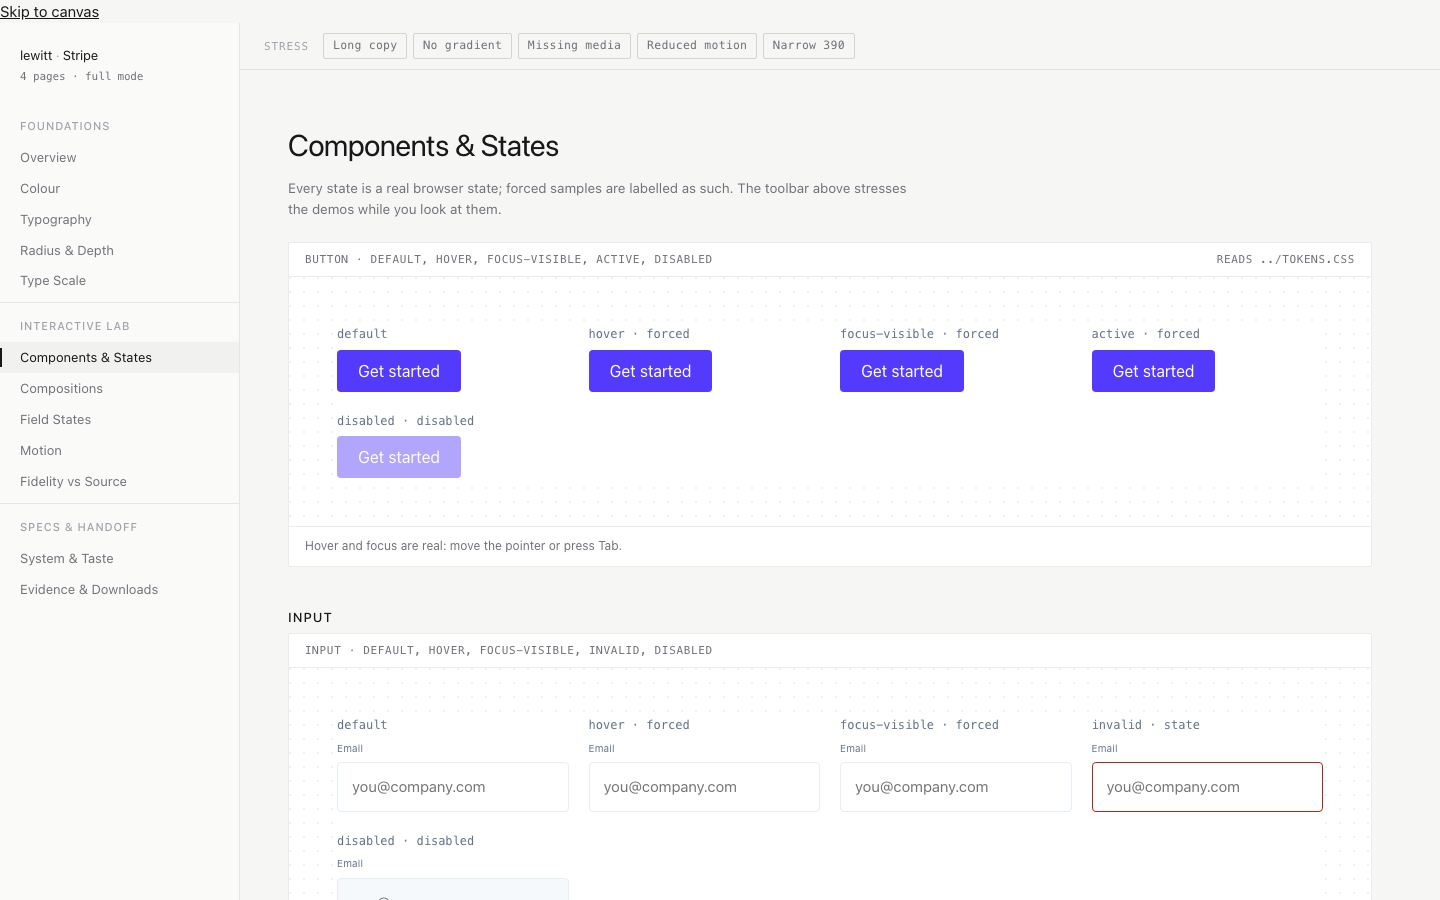 Skip to canvas
lewitt · Stripe
4 pages · full mode
FOUNDATIONS
Overview
Colour
Typography
Radius & Depth
Type Scale
INTERACTIVE LAB
Components & States
Compositions
Field States
Motion
Fidelity vs Source
SPECS & HANDOFF
System & Taste
Evidence & Downloads
STRESS Long copy No gradient Missing media Reduced motion Narrow 390
Components & States
Every state is a real browser state; forced samples are labelled as such. The toolbar above stresses
the demos while you look at them.
BUTTON · DEFAULT, HOVER, FOCUS-VISIBLE, ACTIVE, DISABLED READS ../TOKENS.CSS
default hover · forced focus-visible · forced active · forced
Get started Get started Get started Get started
disabled · disabled
Get started
Hover and focus are real: move the pointer or press Tab.
INPUT
INPUT · DEFAULT, HOVER, FOCUS-VISIBLE, INVALID, DISABLED
default hover · forced focus-visible · forced invalid · state
Email Email Email Email
you@company.com you@company.com you@company.com you@company.com
disabled · disabled
Email